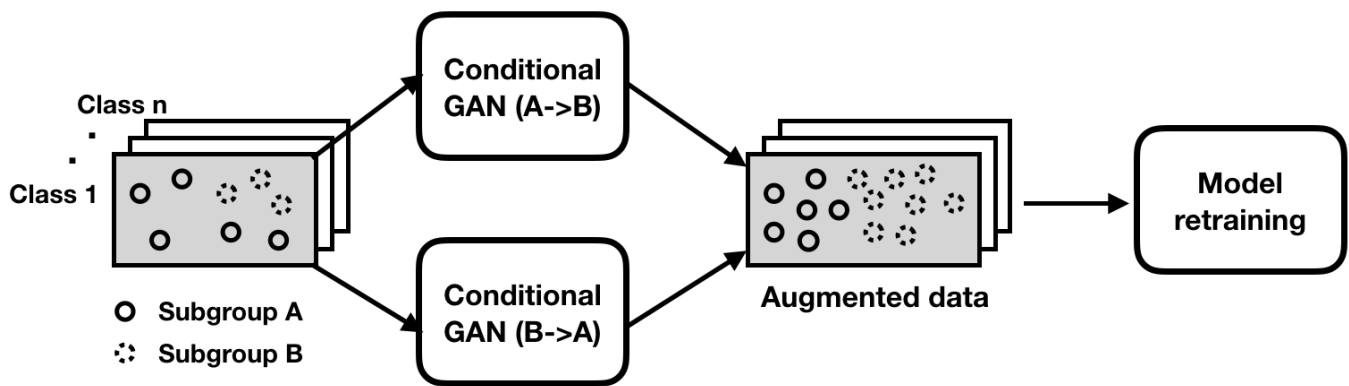 Class n
.
.
Class 1
Subgroup A
Subgroup B
Conditional
GAN (A->B)
Conditional
GAN (B->A)
Augmented data
Model
retraining